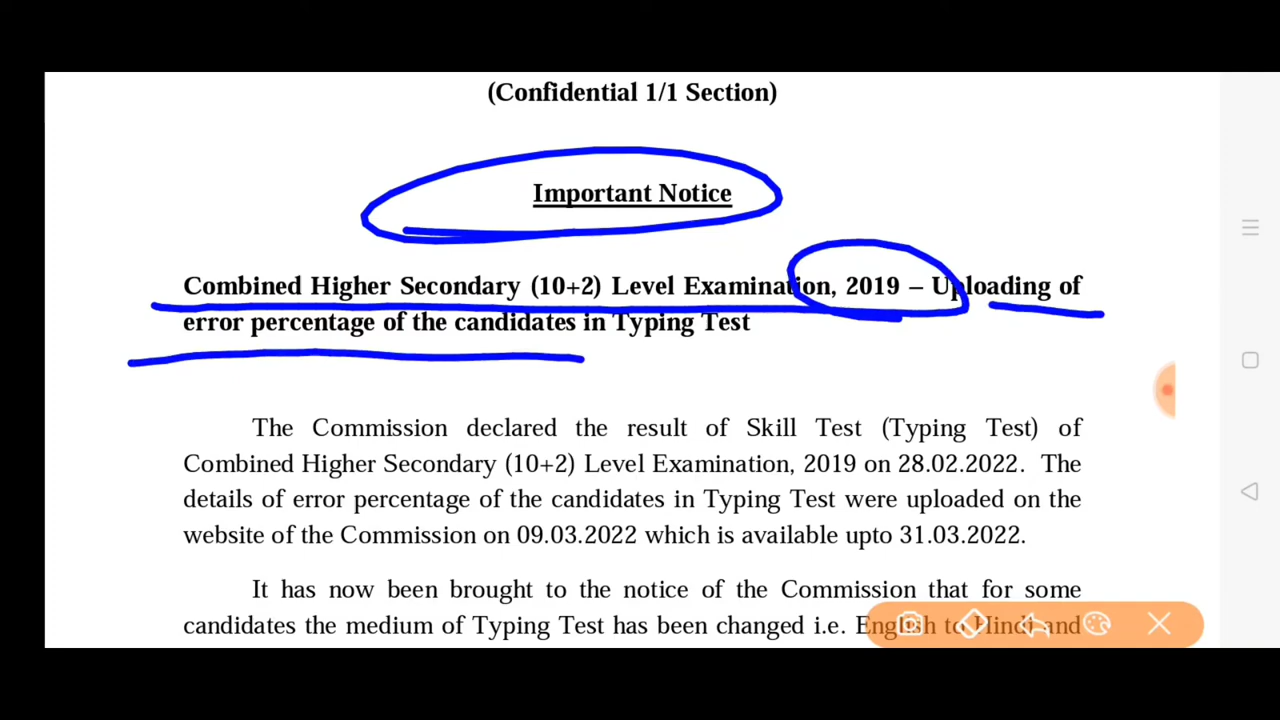 (Confidential 1/1 Section)
Important Notice
Combined Higher Secondary (10+2) Level Examination, 2019 – Uploading of
error percentage of the candidates in Typing Test
The Commission declared the result of Skill Test (Typing Test) of
Combined Higher Secondary (10+2) Level Examination, 2019 on 28.02.2022. The
details of error percentage of the candidates in Typing Test were uploaded on the
website of the Commission on 09.03.2022 which is available upto 31.03.2022.
It has now been brought to the notice of the Commission that for some
candidates the medium of Typing Test has been changed i.e. English to Hindi and